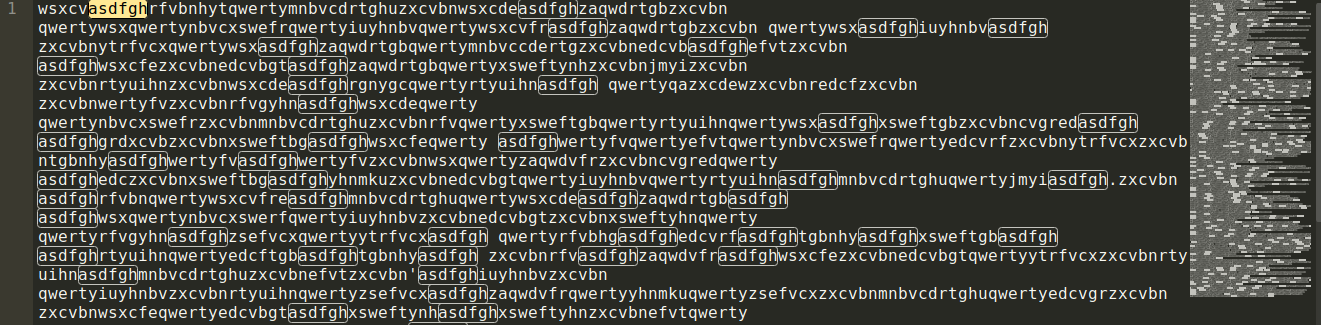 1
wsxcvasdfghrfvbnhytqwertymnbvcdrtghuzxcvbnwsxcdeasdfghzaqwdrtgbzxcvbn
qwertywsxqwertynbvcxswefrqwertyiuyhnbvqwertywsxcvfrasdfghzaqwdrtgbzxcvbn qwertywsxasdfghiuyhnbvasdfgh
zxcvbnytrfvcxqwertywsxasdfghzaqwdrtgbqwertymnbvccdertgzxcvbnedcvbasdfghefvtzxcvbn
asdfghwsxcfezxcvbnedcvbgtasdfghzaqwdrtgbqwertyxsweftynhzxcvbnjmyizxcvbn
zxcvbnrtyuihnzxcvbnwsxcdeasdfghrgnygcqwertyrtyuihnasdfgh qwertyqazxcdewzxcvbnredcfzxcvbn
zxcvbnwertyfvzxcvbnrfvgyhnasdfghwsxcdeqwerty
qwertynbvcxswefrzxcvbnmnbvcdrtghuzxcvbnrfvqwertyxsweftgbqwertyrtyuihnqwertywsxasdfghxsweftgbzxcvbncvgredasdfgh
asdfghgrdxcvbzxcvbnxsweftbgasdfghwsxcfeqwerty asdfghwertyfvqwertyefvtqwertynbvcxswefrqwertyedcvrfzxcvbnytrfvcxzxcvb
ntgbnhyasdfghwertyfvasdfghwertyfvzxcvbnwsxqwertyzaqwdvfrzxcvbncvgredqwerty
asdfghedczxcvbnxsweftbgasdfghyhnmkuzxcvbnedcvbgtqwertyiuyhnbvqwertyrtyuihnasdfghmnbvcdrtghuqwertyjmyiasdfgh.zxcvbn
asdfghrfvbnqwertywsxcvfreasdfghmnbvcdrtghuqwertywsxcdeasdfghzaqwdrtgbasdfgh
asdfghwsxqwertynbvcxswerfqwertyiuyhnbvzxcvbnedcvbgtzxcvbnxsweftyhnqwerty
qwertyrfvgyhnasdfghzsefvcxqwertyytrfvcxasdfgh qwertyrfvbhgasdfghedcvrfasdfghtgbnhyasdfghxsweftgbasdfgh
asdfghrtyuihnqwertyedcftgbasdfghtgbnhyasdfgh zxcvbnrfvasdfghzaqwdvfrasdfghwsxcfezxcvbnedcvbgtqwertyytrfvcxzxcvbnrty
uihnasdfghmnbvcdrtghuzxcvbnefvtzxcvbn'asdfghiuyhnbvzxcvbn
qwertyiuyhnbvzxcvbnrtyuihnqwertyzsefvcxasdfghzaqwdvfrqwertyyhnmkuqwertyzsefvcxzxcvbnmnbvcdrtghuqwertyedcvgrzxcvbn
zxcvbnwsxcfeqwertyedcvbgtasdfghxsweftynhasdfghxsweftyhnzxcvbnefvtqwerty